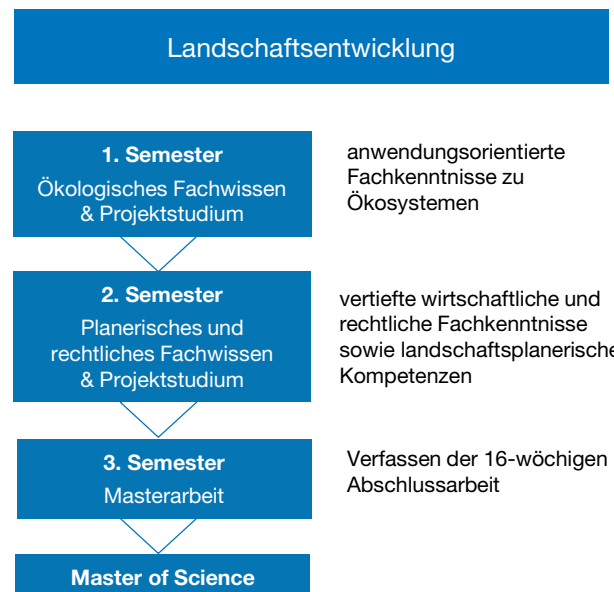 Landschaftsentwicklung
1. Semester
Ökologisches Fachwissen
& Projektstudium
anwendungsorientierte
Fachkenntnisse zu
Ökosystemen
2. Semester
Planerisches und
rechtliches Fachwissen
& Projektstudium
vertiefte wirtschaftliche und
rechtliche Fachkenntnisse
sowie landschaftsplanerische
Kompetenzen
3. Semester
Masterarbeit
Verfassen der 16-wöchigen
Abschlussarbeit
Master of Science